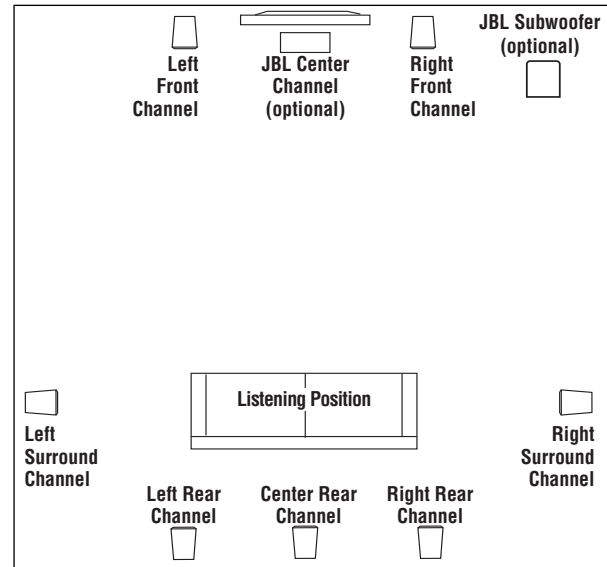 Left
Front
Channel
JBL Center
Channel
(optional)
Right
Front
Channel
JBL Subwoofer
(optional)
Listening Position
Left
Surround
Channel
Right
Surround
Channel
Left Rear
Channel
Center Rear
Channel
Right Rear
Channel